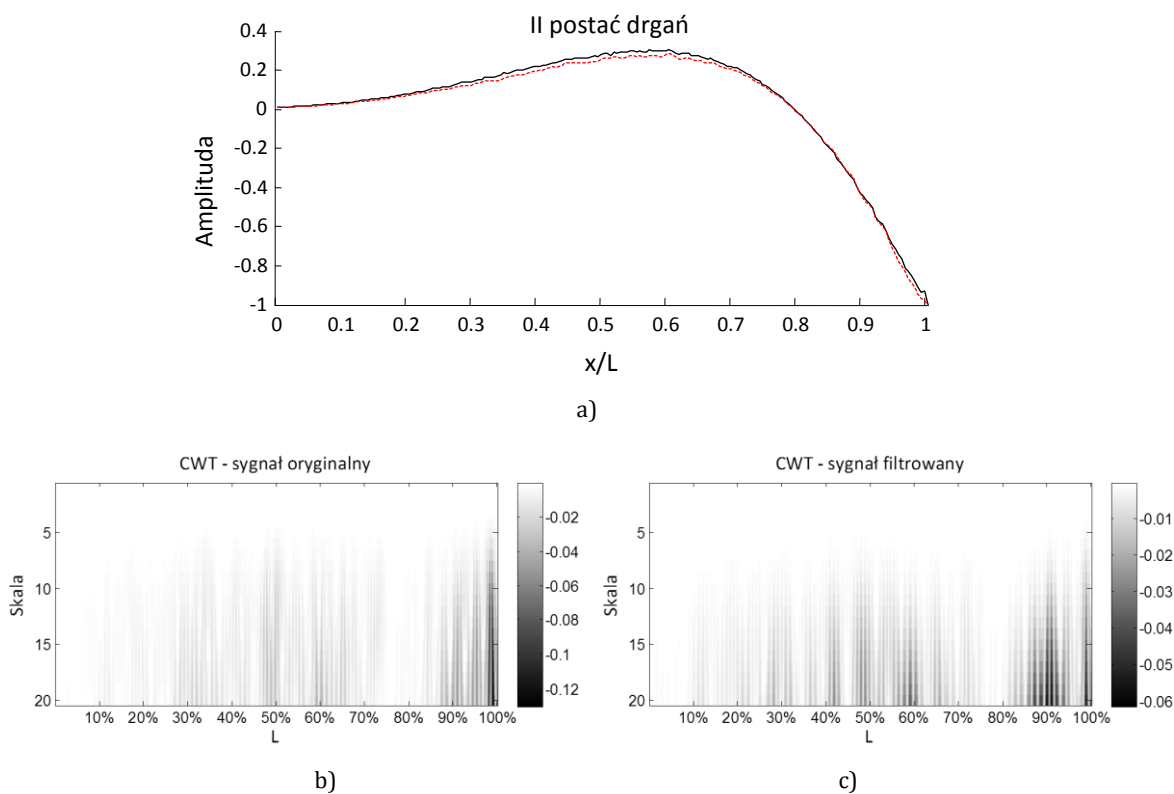 II postać drgań
0.4
0.2
0
-0.2
-0.4
-0.6
-0.8
-1
Amplituda
0 0.1 0.2 0.3 0.4 0.5 0.6 0.7 0.8 0.9 1
x/L
a)
CWT - sygnał oryginalny
5
10
15
20
Skala
10% 20% 30% 40% 50% 60% 70% 80% 90% 100%
L
-0.02
-0.04
-0.06
-0.08
-0.1
-0.12
b)
CWT - sygnał filtrowany
5
10
15
20
Skala
10% 20% 30% 40% 50% 60% 70% 80% 90% 100%
L
-0.01
-0.02
-0.03
-0.04
-0.05
-0.06
c)